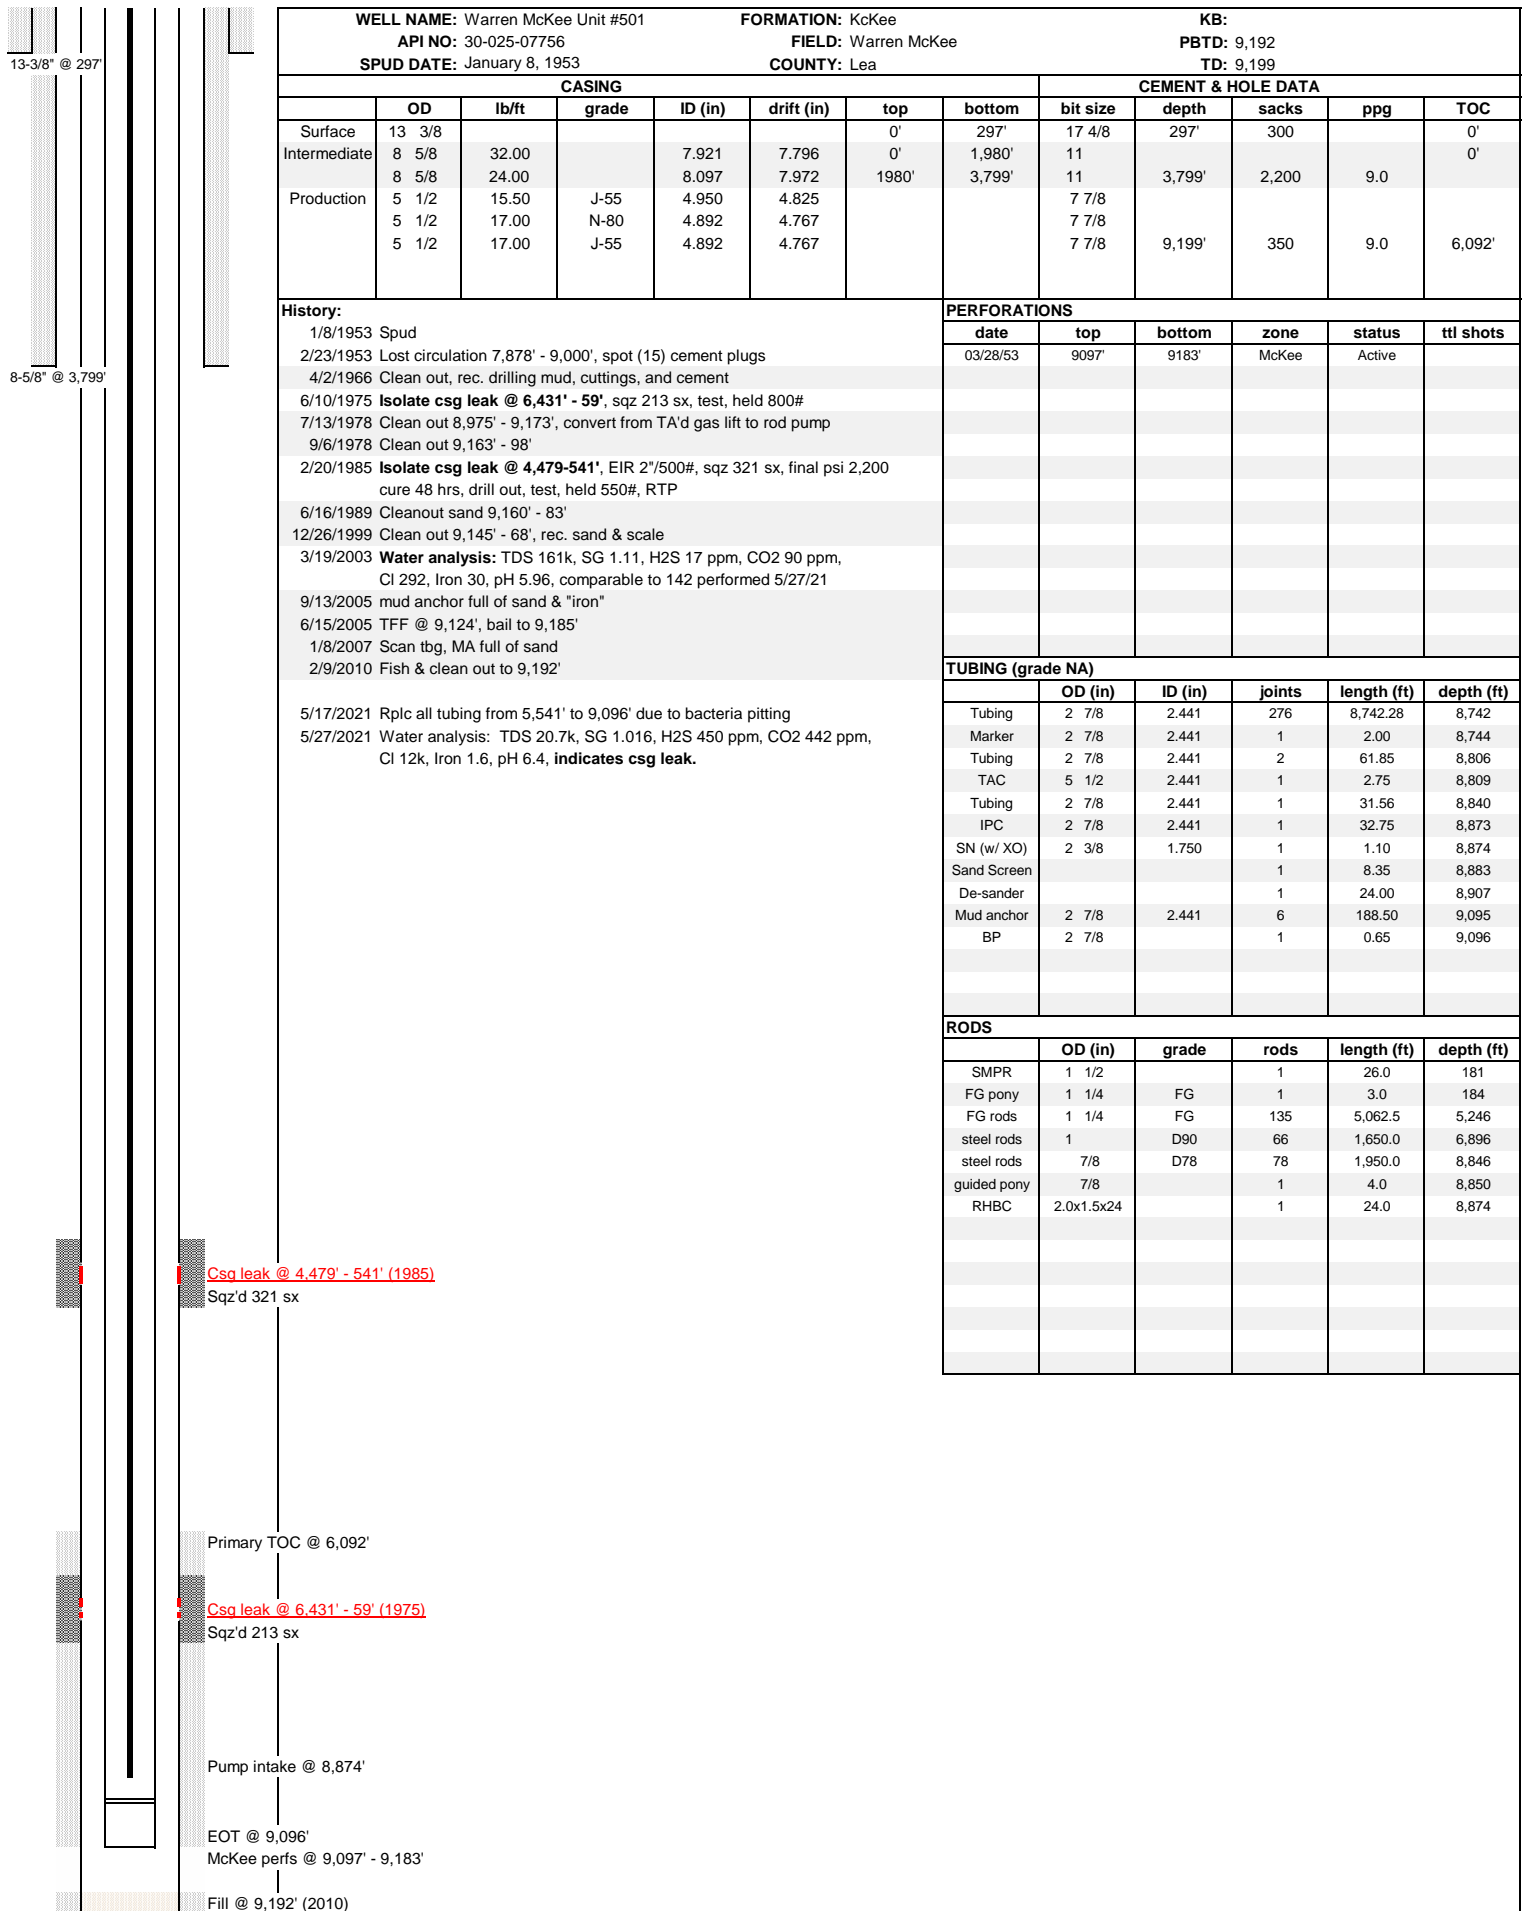 WELL NAME: Warren McKee Unit #501 FORMATION: KcKee KB:
API NO: 30-025-07756 FIELD: Warren McKee PBTD: 9,192
13-3/8" @ 297'
SPUD DATE: January 8, 1953 COUNTY: Lea TD: 9,199
CASING CEMENT & HOLE DATA
OD lb/ft grade ID (in) drift (in) top bottom bit size depth sacks ppg TOC
Surface 13 3/8 0' 297' 17 4/8 297' 300 0'
Intermediate 8 5/8 32.00 7.921 7.796 0' 1,980' 11 0'
8 5/8 24.00 8.097 7.972 1980' 3,799' 11 3,799' 2,200 9.0
Production 5 1/2 15.50 J-55 4.950 4.825 7 7/8
5 1/2 17.00 N-80 4.892 4.767 7 7/8
5 1/2 17.00 J-55 4.892 4.767 7 7/8 9,199' 350 9.0 6,092'
8-5/8" @ 3,799'
History:
1/8/1953 Spud
2/23/1953 Lost circulation 7,878' - 9,000', spot (15) cement plugs
4/2/1966 Clean out, rec. drilling mud, cuttings, and cement
6/10/1975 Isolate csg leak @ 6,431' - 59', sqz 213 sx, test, held 800#
7/13/1978 Clean out 8,975' - 9,173', convert from TA'd gas lift to rod pump
9/6/1978 Clean out 9,163' - 98'
2/20/1985 Isolate csg leak @ 4,479-541', EIR 2"/500#, sqz 321 sx, final psi 2,200
cure 48 hrs, drill out, test, held 550#, RTP
6/16/1989 Cleanout sand 9,160' - 83'
12/26/1999 Clean out 9,145' - 68', rec. sand & scale
3/19/2003 Water analysis: TDS 161k, SG 1.11, H2S 17 ppm, CO2 90 ppm,
Cl 292, Iron 30, pH 5.96, comparable to 142 performed 5/27/21
9/13/2005 mud anchor full of sand & "iron"
6/15/2005 TFF @ 9,124', bail to 9,185'
1/8/2007 Scan tbg, MA full of sand
2/9/2010 Fish & clean out to 9,192'
5/17/2021 Rplc all tubing from 5,541' to 9,096' due to bacteria pitting
5/27/2021 Water analysis: TDS 20.7k, SG 1.016, H2S 450 ppm, CO2 442 ppm,
Cl 12k, Iron 1.6, pH 6.4, indicates csg leak.
PERFORATIONS
date top bottom zone status ttl shots
03/28/53 9097' 9183' McKee Active
TUBING (grade NA)
OD (in) ID (in) joints length (ft) depth (ft)
Tubing 2 7/8 2.441 276 8,742.28 8,742
Marker 2 7/8 2.441 1 2.00 8,744
Tubing 2 7/8 2.441 2 61.85 8,806
TAC 5 1/2 2.441 1 2.75 8,809
Tubing 2 7/8 2.441 1 31.56 8,840
IPC 2 7/8 2.441 1 32.75 8,873
SN (w/ XO) 2 3/8 1.750 1 1.10 8,874
Sand Screen 1 8.35 8,883
De-sander 1 24.00 8,907
Mud anchor 2 7/8 2.441 6 188.50 9,095
BP 2 7/8 1 0.65 9,096
RODS
OD (in) grade rods length (ft) depth (ft)
SMPR 1 1/2 1 26.0 181
FG pony 1 1/4 FG 1 3.0 184
FG rods 1 1/4 FG 135 5,062.5 5,246
steel rods 1 D90 66 1,650.0 6,896
steel rods 7/8 D78 78 1,950.0 8,846
guided pony 7/8 1 4.0 8,850
RHBC 2.0x1.5x24 1 24.0 8,874
Csg leak @ 4,479' - 541' (1985)
Sqz'd 321 sx
Primary TOC @ 6,092'
Csg leak @ 6,431' - 59' (1975)
Sqz'd 213 sx
Pump intake @ 8,874'
EOT @ 9,096'
McKee perfs @ 9,097' - 9,183'
Fill @ 9,192' (2010)